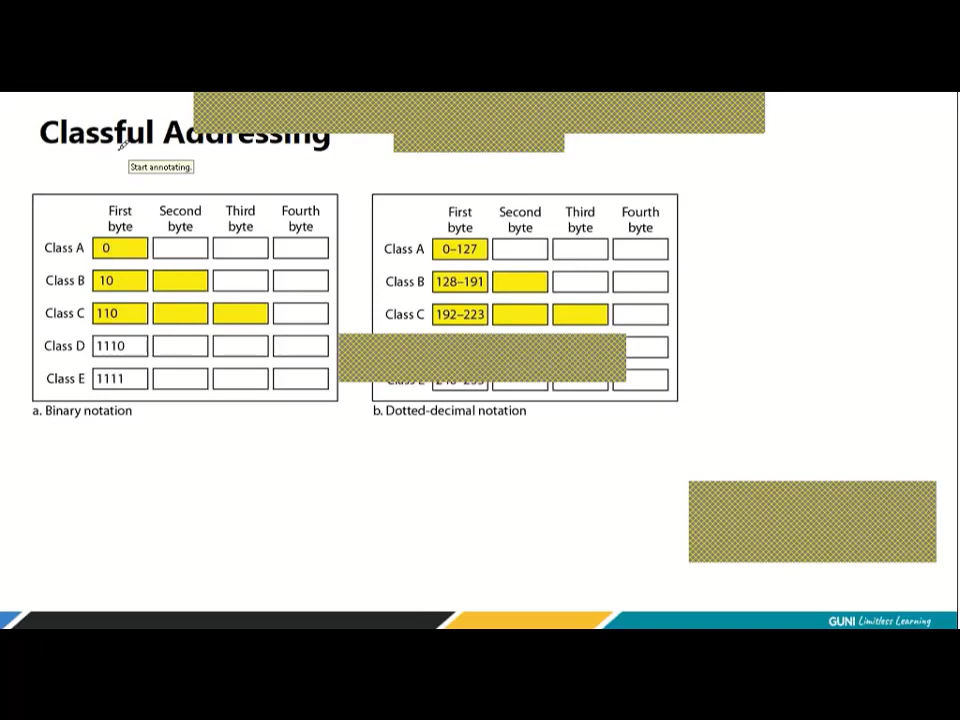 Classful Addressing
Start annotating.
First Second Third Fourth
byte byte byte byte
Class A 0
Class B 10
Class C 110
Class D 1110
Class E 1111
a. Binary notation
First Second Third Fourth
byte byte byte byte
Class A 0–127
Class B 128–191
Class C 192–223
b. Dotted-decimal notation
GUNI Limitless Learning